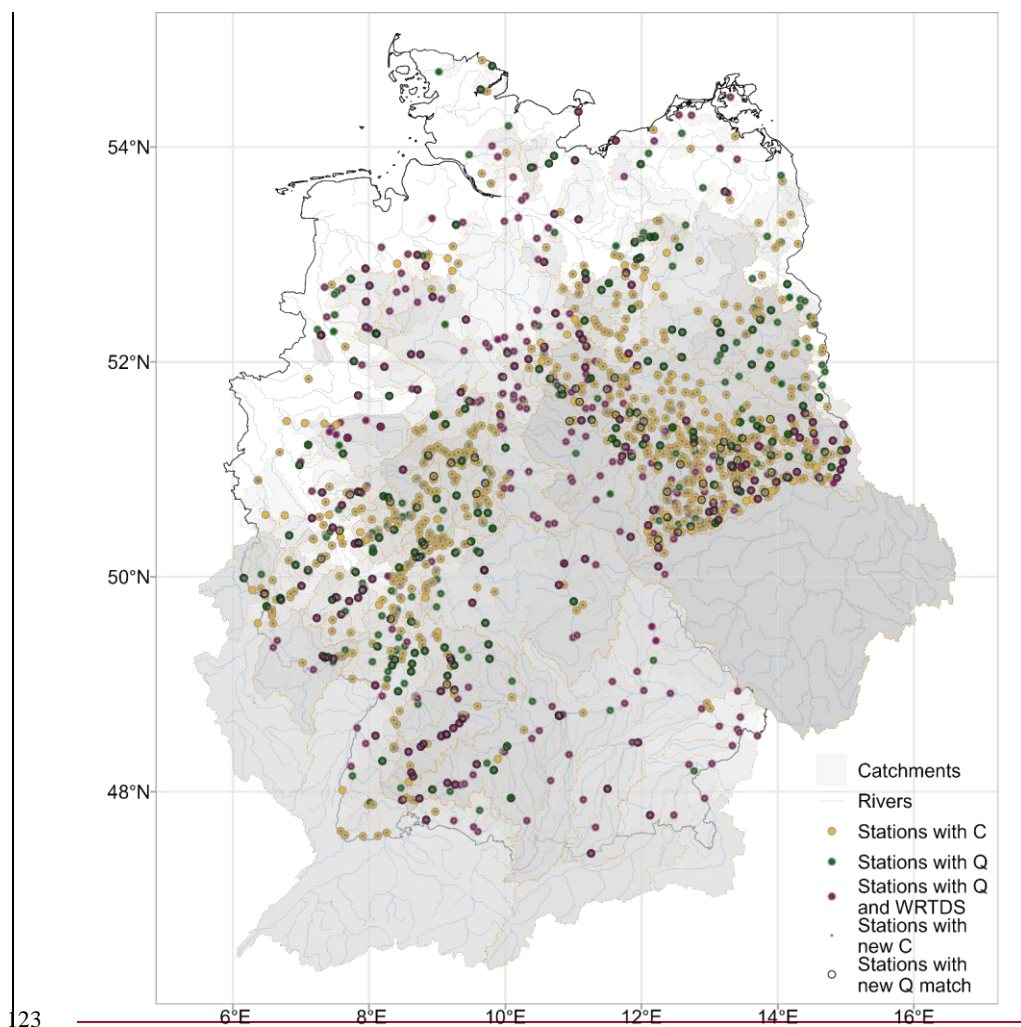 54°N
52°N
50°N
48°N
Catchments
Rivers
Stations with C
Stations with Q
Stations with Q
and WRTDS
Stations with
new C
Stations with
new Q match
6°E 8°E 10°E 12°E 14°E 16°E
123